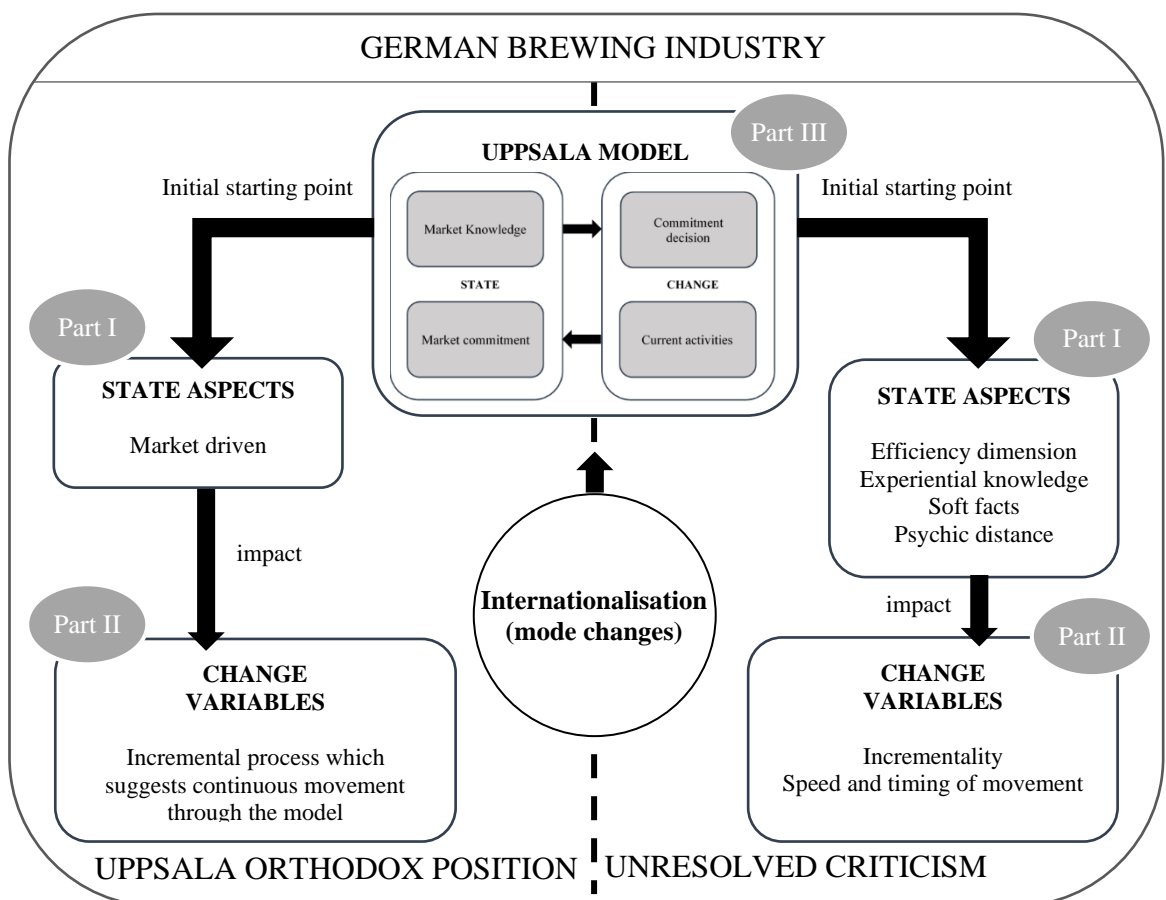 GERMAN BREWING INDUSTRY
Part III
UPPSALA MODEL
Initial starting point
Initial starting point
Market Knowledge
Commitment
decision
STATE
CHANGE
Market commitment
Current activities
Part I
STATE ASPECTS
Market driven
impact
Part II
CHANGE
VARIABLES
Incremental process which
suggests continuous movement
through the model
Internationalisation
(mode changes)
Part I
STATE ASPECTS
Efficiency dimension
Experiential knowledge
Soft facts
Psychic distance
impact
Part II
CHANGE
VARIABLES
Incrementality
Speed and timing of movement
UPPSALA ORTHODOX POSITION
UNRESOLVED CRITICISM